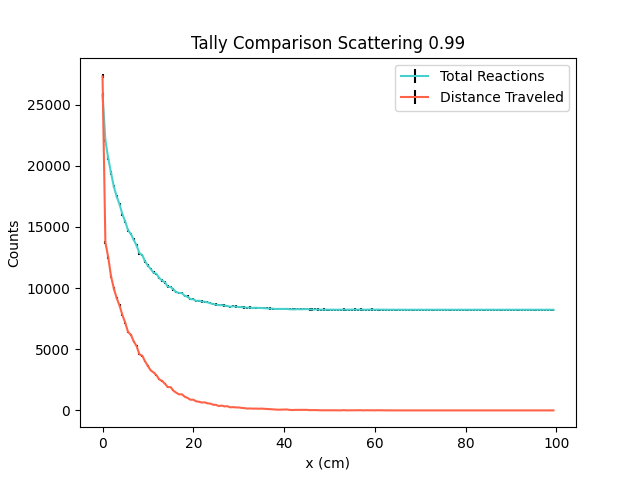 Tally Comparison Scattering 0.99
Total Reactions
Distance Traveled
Counts
25000
20000
15000
10000
5000
0
0 20 40 60 80 100
x (cm)